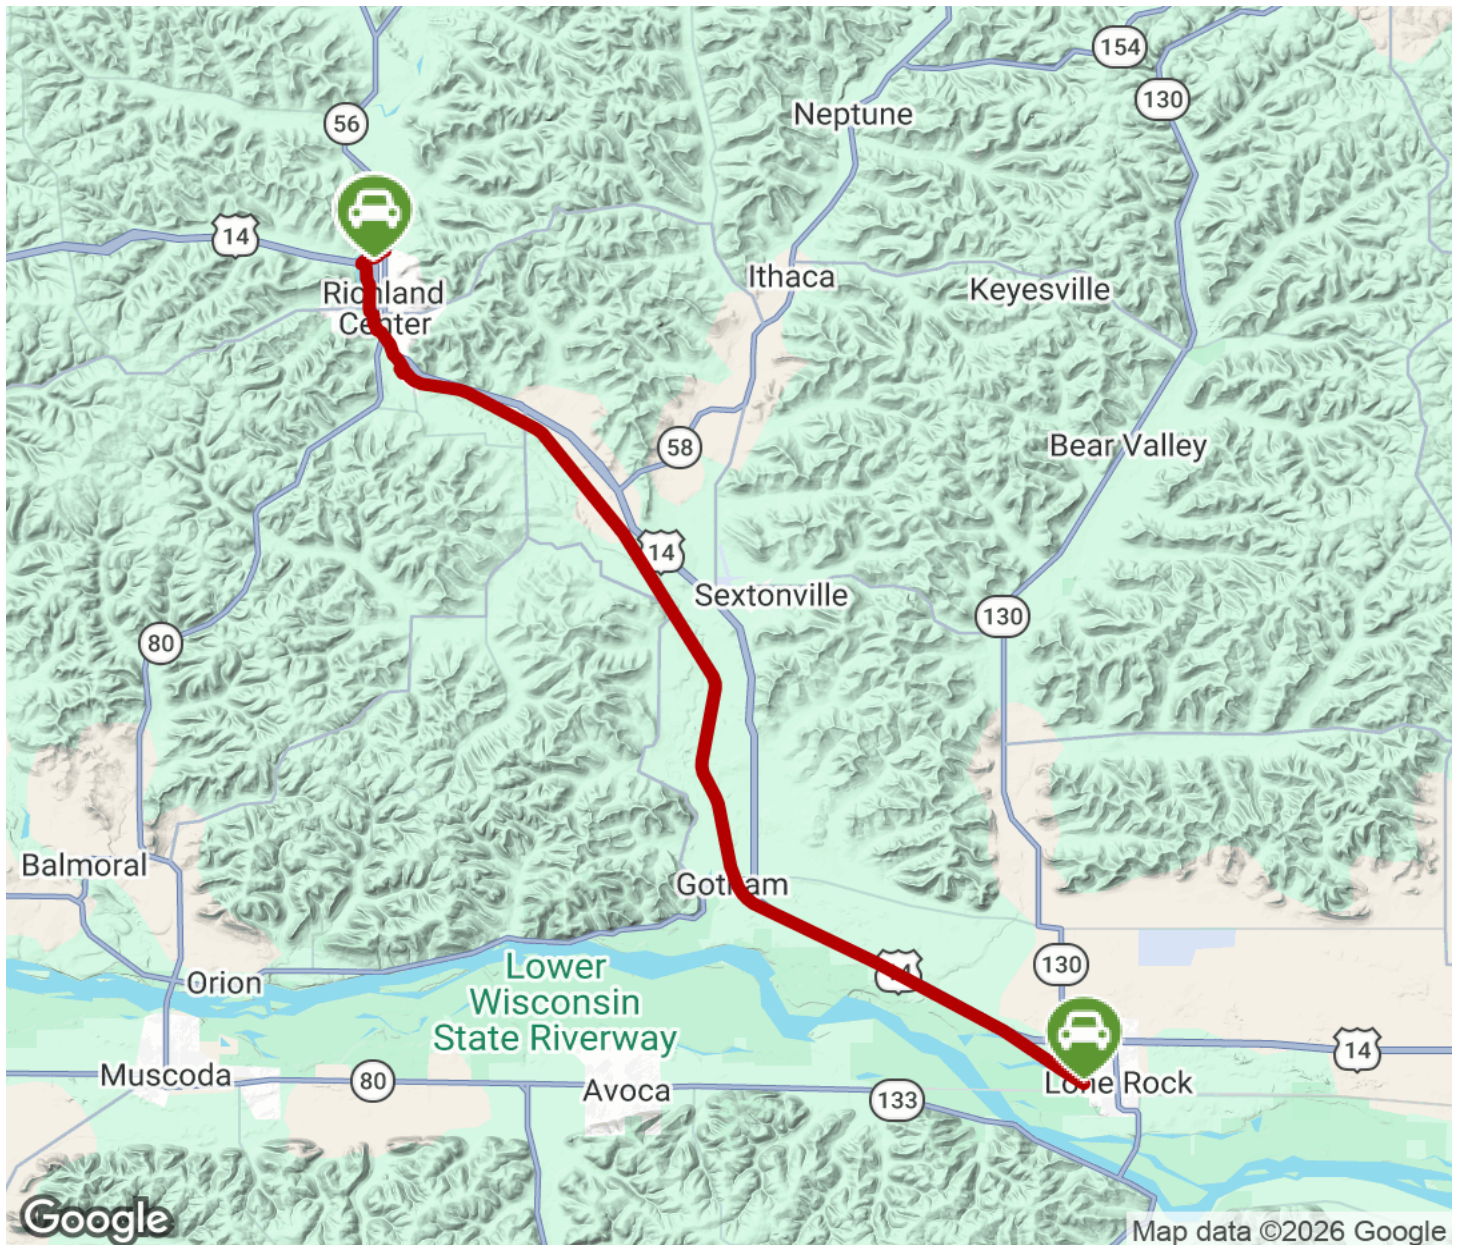 154
130
Neptune
56
14
Ithaca
Keyesville
Richland
Center
Bear Valley
58
14
Sextonville
130
80
Balmoral
Gotham
Orion
Lower
Wisconsin
State Riverway
130
14
Muscoda
80
Avoca
133
Lone Rock
Google
Map data ©2026 Google